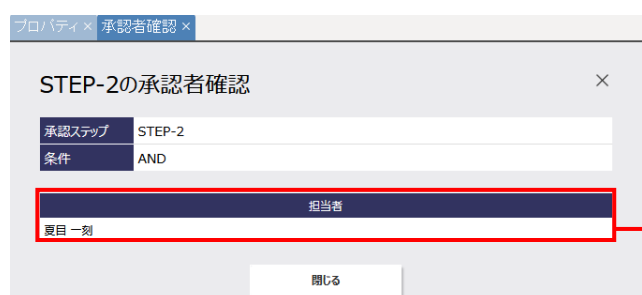 プロパティ× 承認者確認×
STEP-2の承認者確認 ×
承認ステップ STEP-2
条件 AND
担当者
夏目 一刻
閉じる